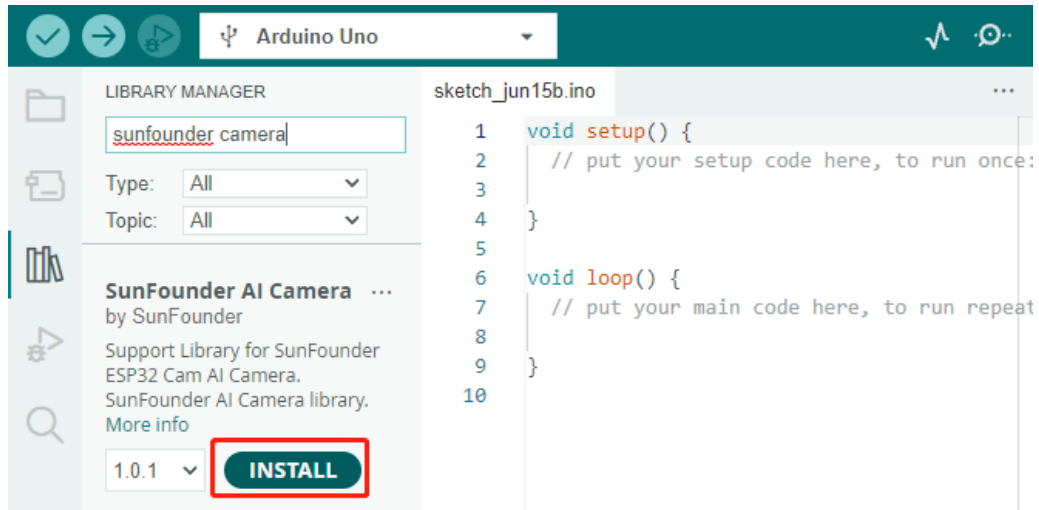 Arduino Uno
LIBRARY MANAGER
sunfounder camera
Type: All
Topic: All
SunFounder AI Camera ...
by SunFounder
Support Library for SunFounder
ESP32 Cam AI Camera.
SunFounder AI Camera library.
More info
1.0.1 INSTALL
sketch_jun15b.ino ...
1 void setup() {
2 // put your setup code here, to run once:
3
4 }
5
6 void loop() {
7 // put your main code here, to run repeat
8
9 }
10